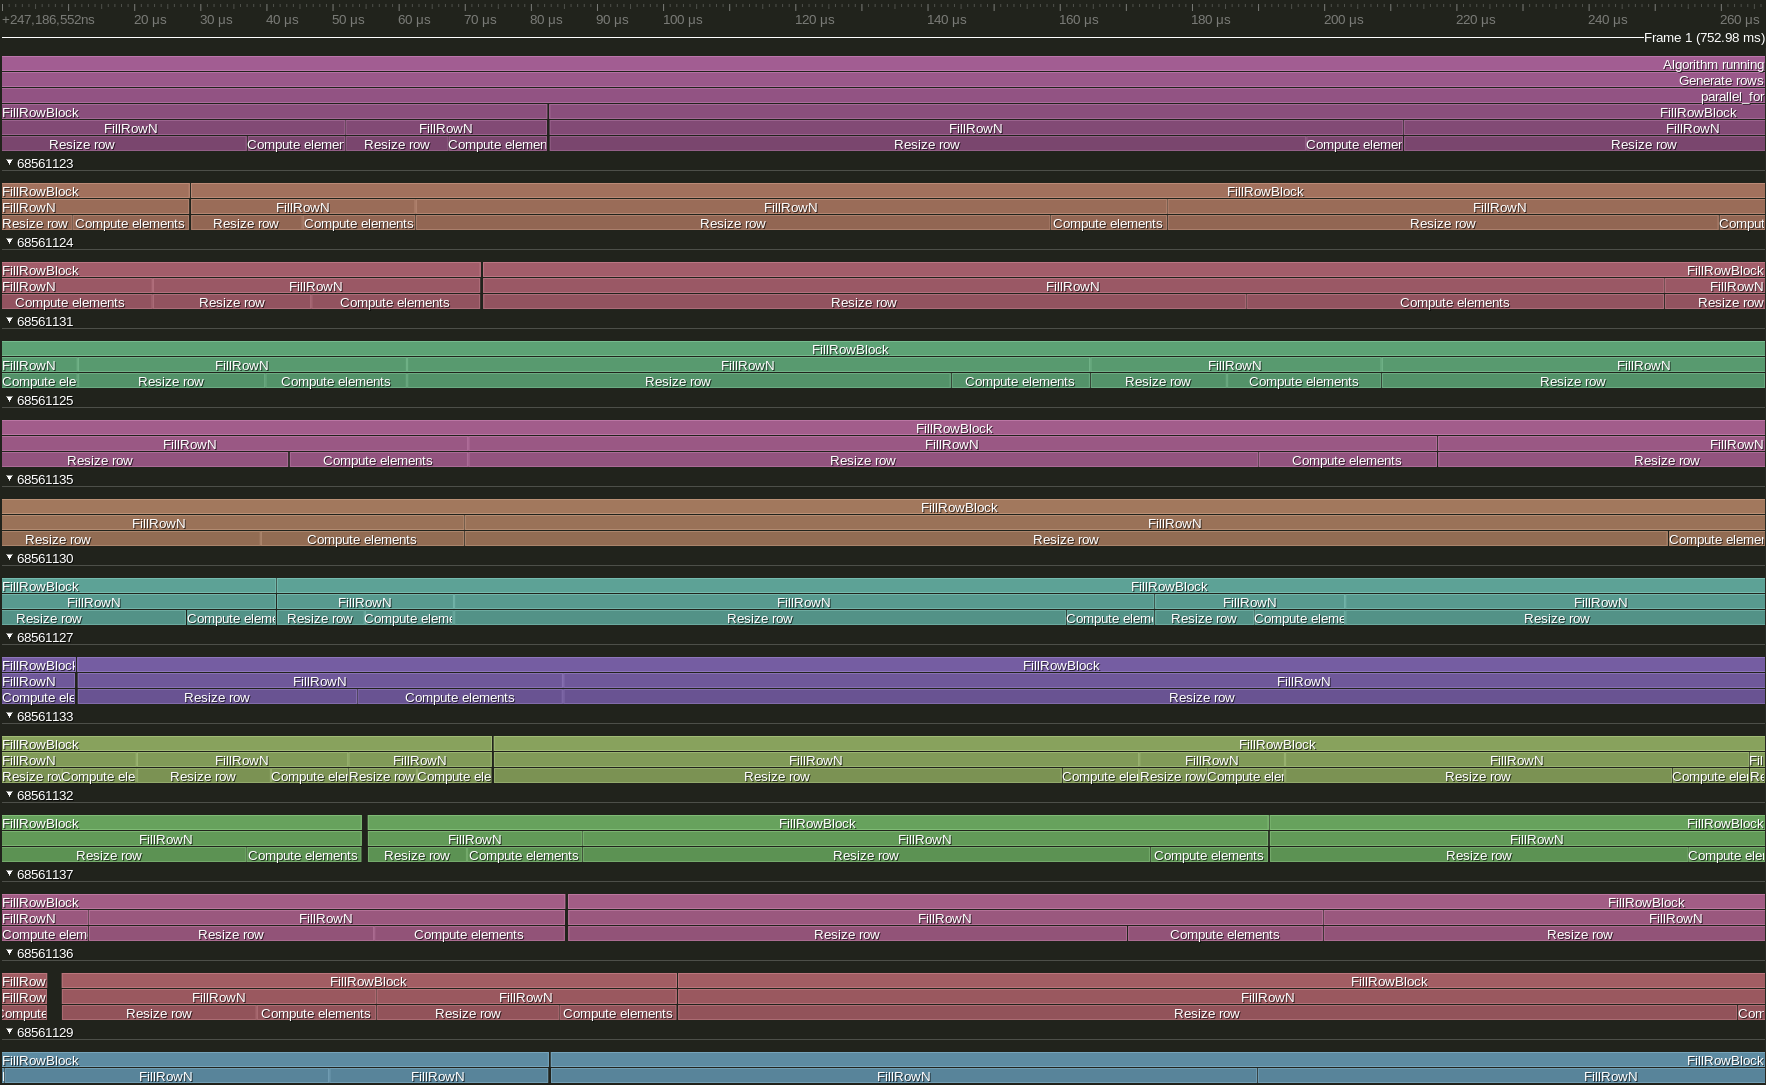 +247,186,552ns 20 μs 30 μs 40 μs 50 μs 60 μs 70 μs 80 μs 90 μs 100 μs 120 μs 140 μs 160 μs 180 μs 200 μs 220 μs 240 μs 260 μs
Frame 1 (752.98 ms)
Algorithm running
Generate rows
parallel_for
FillRowBlock FillRowBlock
FillRowN FillRowN FillRowN FillRowN
Resize row Compute elemer Resize row Compute elemen Resize row Compute elemer Resize row
68561123
FillRowBlock FillRowBlock
FillRowN FillRowN FillRowN FillRowN
Resize row Compute elements Resize row Compute elements Resize row Compute elements Resize row Comput
68561124
FillRowBlock FillRowBlock
FillRowN FillRowN FillRowN FillRowN
Compute elements Resize row Compute elements Resize row Compute elements Resize row
68561131
FillRowBlock
FillRowN FillRowN FillRowN FillRowN FillRowN
Compute ele Resize row Compute elements Resize row Compute elements Resize row Compute elements Resize row
68561125
FillRowBlock
FillRowN FillRowN FillRowN
Resize row Compute elements Resize row Compute elements Resize row
68561135
FillRowBlock
FillRowN FillRowN
Resize row Compute elements Resize row Compute elemer
68561130
FillRowBlock FillRowBlock
FillRowN FillRowN FillRowN FillRowN FillRowN
Resize row Compute eleme Resize row Compute eleme Resize row Compute elem Resize row Compute eleme Resize row
68561127
FillRowBlock FillRowBlock
FillRowN FillRowN FillRowN
Compute ele Resize row Compute elements Resize row
68561133
FillRowBlock FillRowBlock
FillRowN FillRowN FillRowN FillRowN FillRowN FillRowN Fil
Resize ro Compute ele Resize row Compute eler Resize row Compute ele Resize row Compute ele Resize row Compute eler Resize row Compute ele Re
68561132
FillRowBlock FillRowBlock FillRowBlock
FillRowN FillRowN FillRowN FillRowN
Resize row Compute elements Resize row Compute elements Resize row Compute elements Resize row Compute ele
68561137
FillRowBlock FillRowBlock
FillRowN FillRowN FillRowN FillRowN
Compute elem Resize row Compute elements Resize row Compute elements Resize row
68561136
FillRow FillRowBlock FillRowBlock
FillRow FillRowN FillRowN FillRowN
Compute Resize row Compute elements Resize row Compute elements Resize row Com
68561129
FillRowBlock FillRowBlock
FillRowN FillRowN FillRowN FillRowN